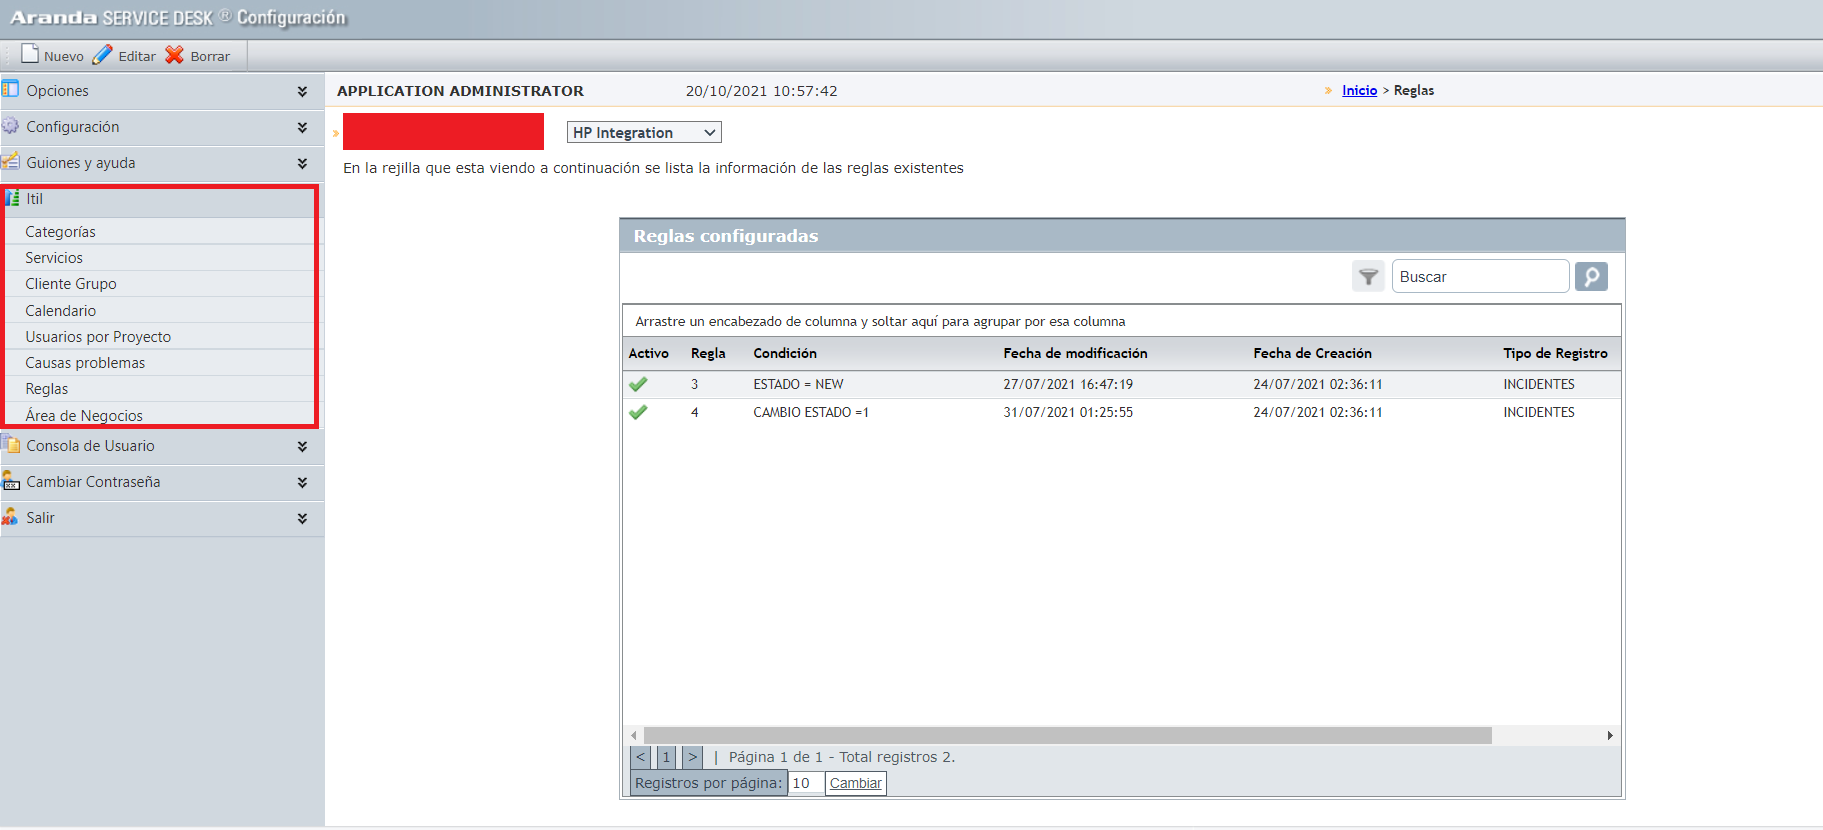 Aranda SERVICE DESK ® Configuración
Nuevo Editar Borrar
Opciones
Configuración
Guiones y ayuda
Itil
Categorías
Servicios
Cliente Grupo
Calendario
Usuarios por Proyecto
Causas problemas
Reglas
Área de Negocios
Consola de Usuario
Cambiar Contraseña
Salir
APPLICATION ADMINISTRATOR 20/10/2021 10:57:42 » Inicio > Reglas
» HP Integration
En la rejilla que esta viendo a continuación se lista la información de las reglas existentes
Reglas configuradas
Buscar
Arrastre un encabezado de columna y soltar aquí para agrupar por esa columna
Activo Regla Condición Fecha de modificación Fecha de Creación Tipo de Registro
3 ESTADO = NEW 27/07/2021 16:47:19 24/07/2021 02:36:11 INCIDENTES
4 CAMBIO ESTADO =1 31/07/2021 01:25:55 24/07/2021 02:36:11 INCIDENTES
< 1 > | Página 1 de 1 - Total registros 2.
Registros por página: 10 Cambiar